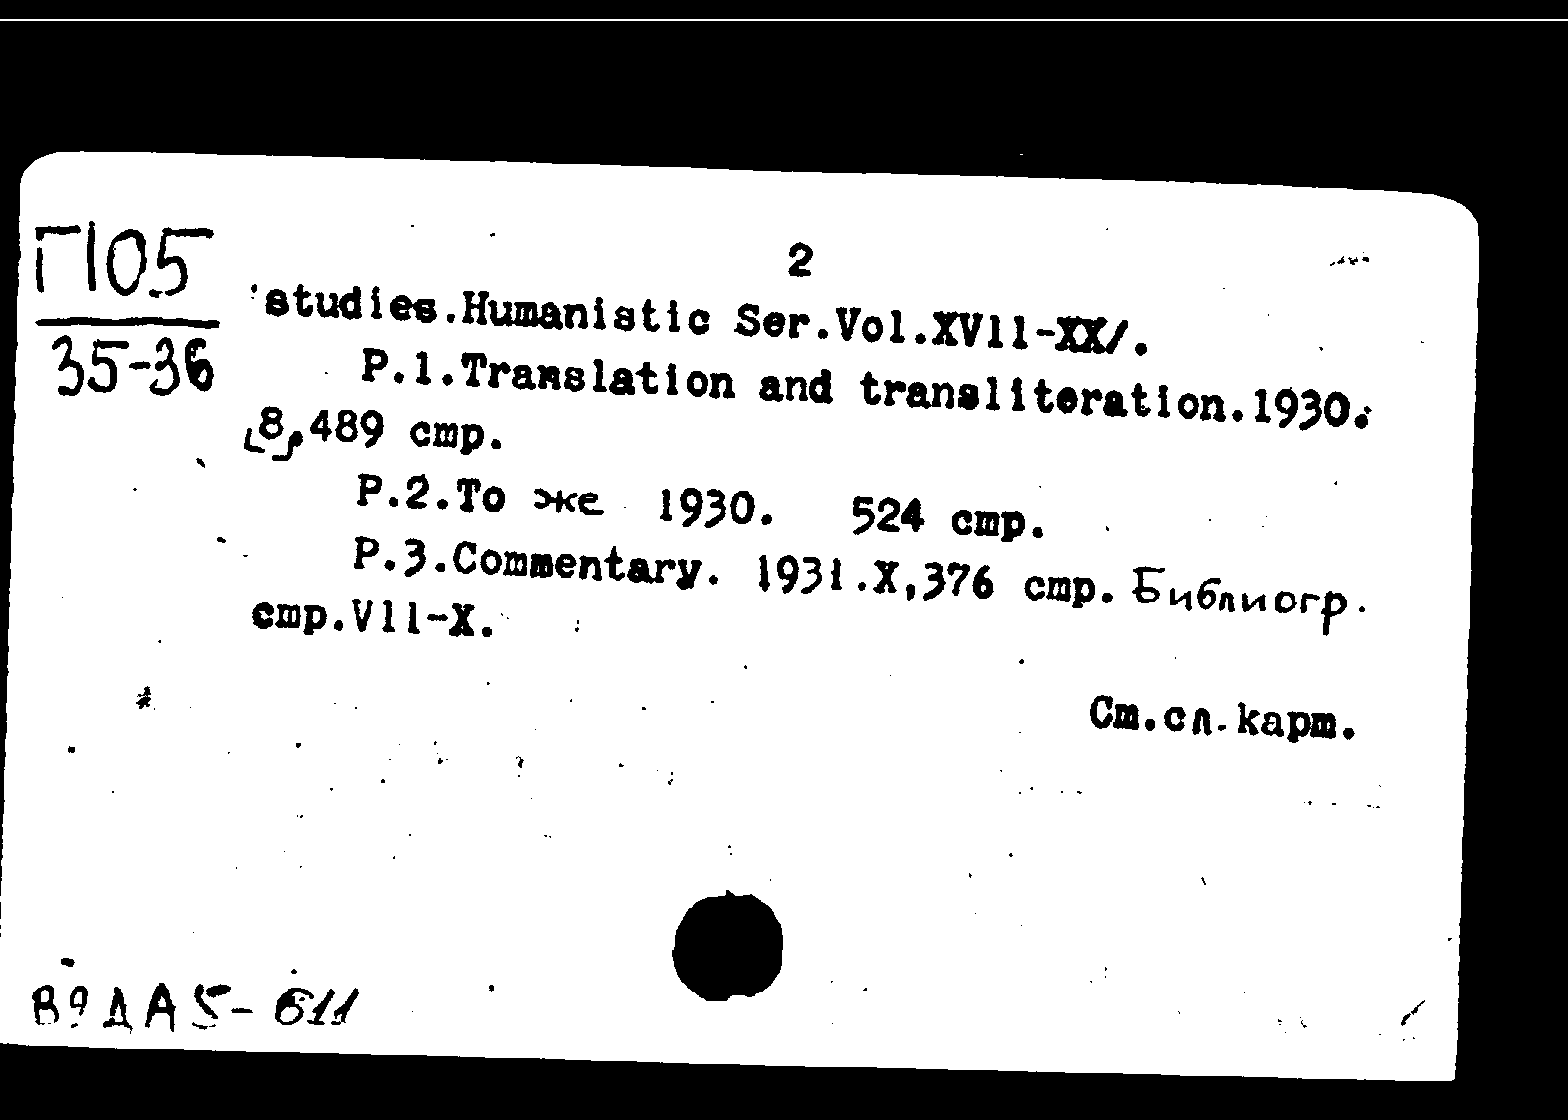 Г105
35-36
2
studies.Humanistic Ser.Vol.XVll-XX/.
P.1.Translation and transliteration.1930.
[8],489 стр.
P.2.То же 1930. 524 стр.
P.3.Commentary. 1931.X,376 стр. Библиогр.
стр.Vll-X.
См.сл.карт.
611